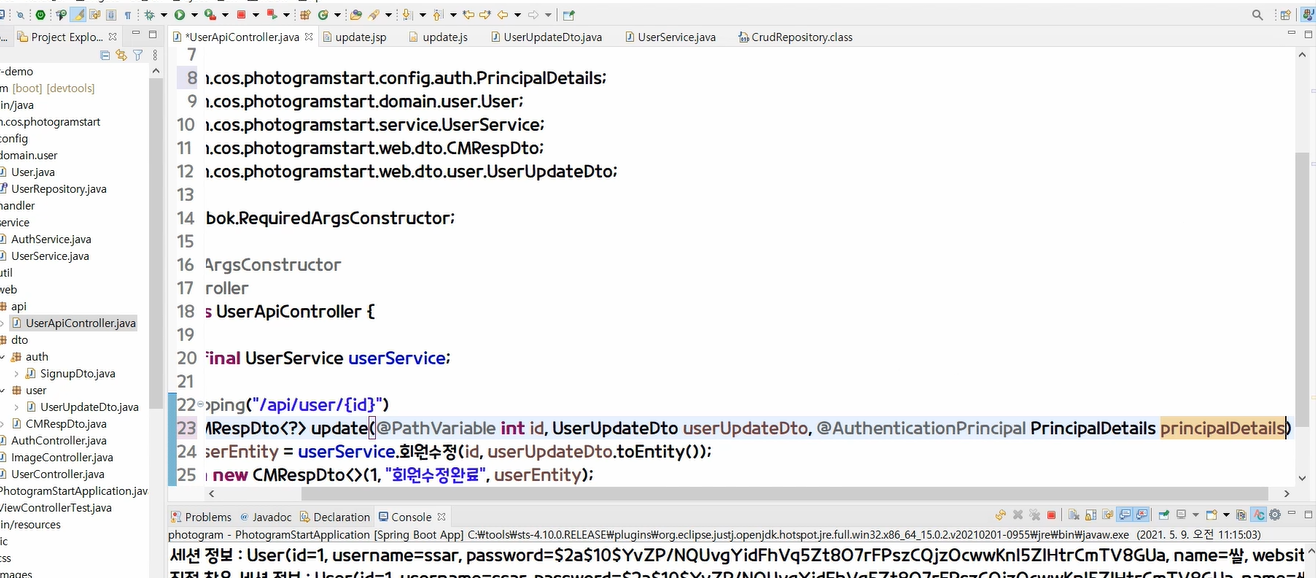 Project Explo...
*UserApiController.java
update.jsp
update.js
UserUpdateDto.java
UserService.java
CrudRepository.class
-demo
m [boot] [devtools]
in/java
n.cos.photogramstart
config
domain.user
User.java
UserRepository.java
handler
service
AuthService.java
UserService.java
util
web
api
UserApiController.java
dto
auth
SignupDto.java
user
UserUpdateDto.java
CMRespDto.java
AuthController.java
ImageController.java
UserController.java
PhotogramStartApplication.jav
ViewControllerTest.java
in/resources
ic
css
mages
7
8 n.cos.photogramstart.config.auth.PrincipalDetails;
9 n.cos.photogramstart.domain.user.User;
10 n.cos.photogramstart.service.UserService;
11 n.cos.photogramstart.web.dto.CMRespDto;
12 n.cos.photogramstart.web.dto.user.UserUpdateDto;
13
14 bok.RequiredArgsConstructor;
15
16 ArgsConstructor
17 roller
18 s UserApiController {
19
20 final UserService userService;
21
22 pping("/api/user/{id}")
23 MRespDto<?> update(@PathVariable int id, UserUpdateDto userUpdateDto, @AuthenticationPrincipal PrincipalDetails principalDetails)
24 serEntity = userService.회원수정(id, userUpdateDto.toEntity());
25 n new CMRespDto<>(1, "회원수정완료", userEntity);
Problems
Javadoc
Declaration
Console
photogram - PhotogramStartApplication [Spring Boot App] C:₩tools₩sts-4.10.0.RELEASE₩plugins₩org.eclipse.justj.openjdk.hotspot.jre.full.win32.x86_64_15.0.2.v20210201-0955₩jre₩bin₩javaw.exe (2021. 5. 9. 오전 11:15:03)
세션 정보 : User(id=1, username=ssar, password=$2a$10$YvZP/NQUvgYidFhVq5Zt8O7rFPszCQjzOcwwKnl5ZIHtrCmTV8GUa, name=쌀, websit